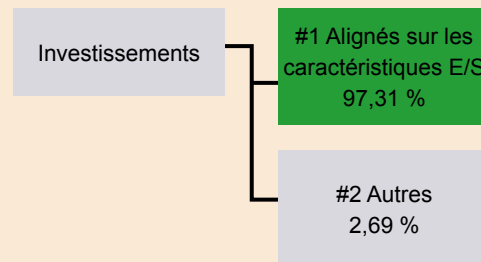 Investissements
#1 Alignés sur les
caractéristiques E/S
97,31 %
#2 Autres
2,69 %